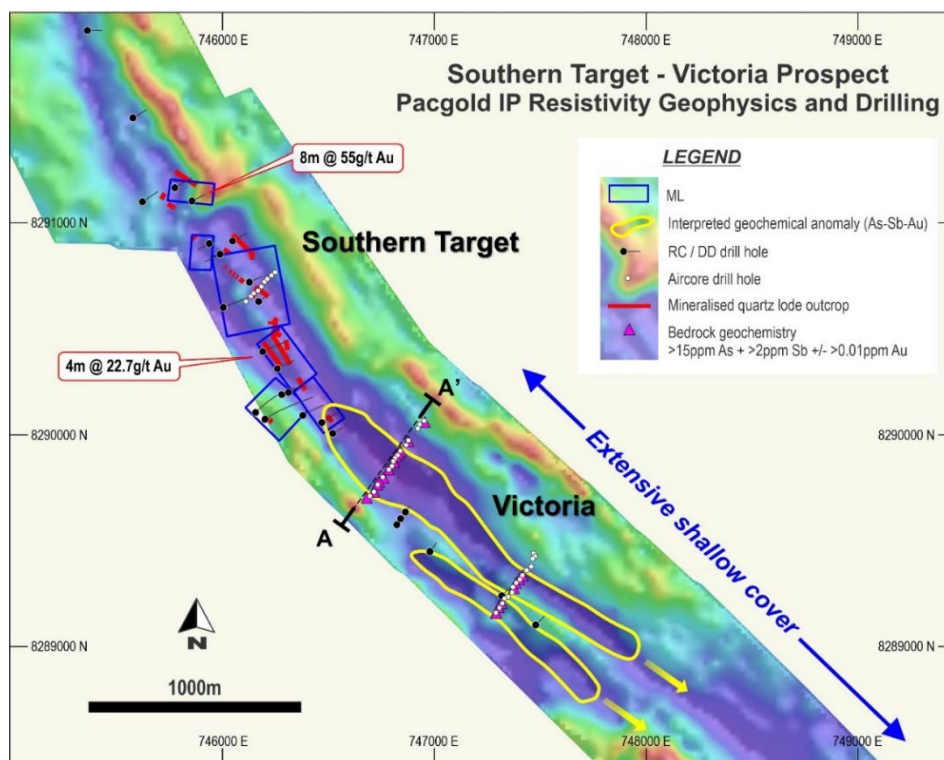 746000 E
747000 E
748000 E
749000 E
Southern Target - Victoria Prospect
Pacgold IP Resistivity Geophysics and Drilling
LEGEND
ML
Interpreted geochemical anomaly (As-Sb-Au)
RC / DD drill hole
Aircore drill hole
Mineralised quartz lode outcrop
Bedrock geochemistry
>15ppm As + >2ppm Sb +/- >0.01ppm Au
8m @ 55g/t Au
8291000 N
8291000 N
Southern Target
4m @ 22.7g/t Au
A'
8290000 N
8290000 N
Extensive shallow cover
Victoria
A
N
8289000 N
8289000 N
1000m
746000 E
747000 E
748000 E
749000 E